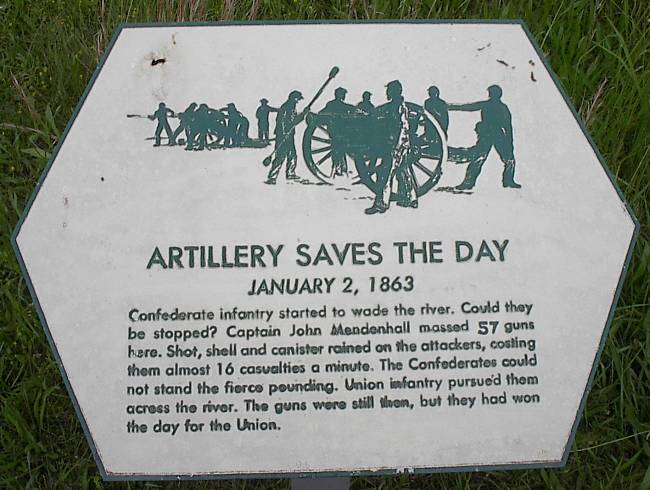 ARTILLERY SAVES THE DAY
JANUARY 2, 1863
Confederate infantry started to wade the river. Could they
be stopped? Captain John Mendenhall massed 57 guns
here. Shot, shell and canister rained on the attackers, costing
them almost 16 casualties a minute. The Confederates could
not stand the fierce pounding. Union infantry pursued them
across the river. The guns were still then, but they had won
the day for the Union.